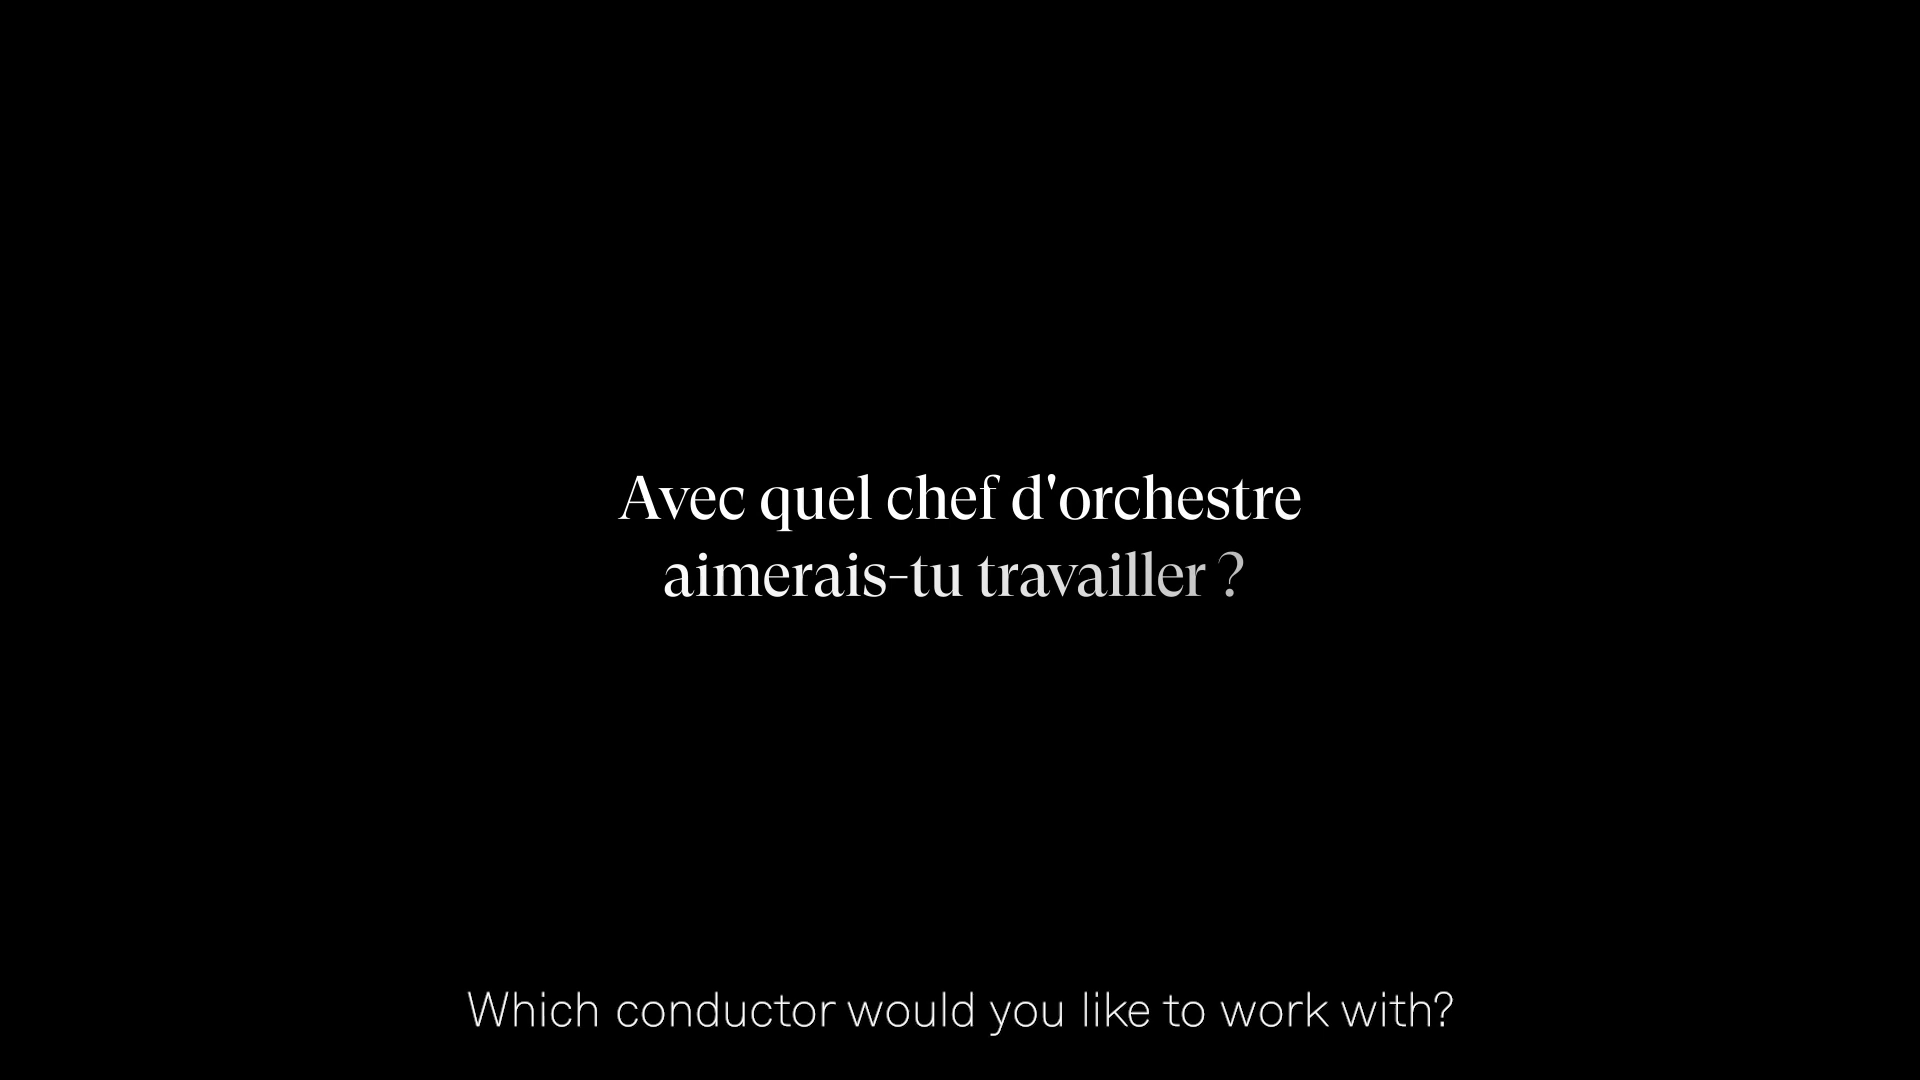 Avec quel chef d'orchestre
aimerais-tu travailler ?
Which conductor would you like to work with?